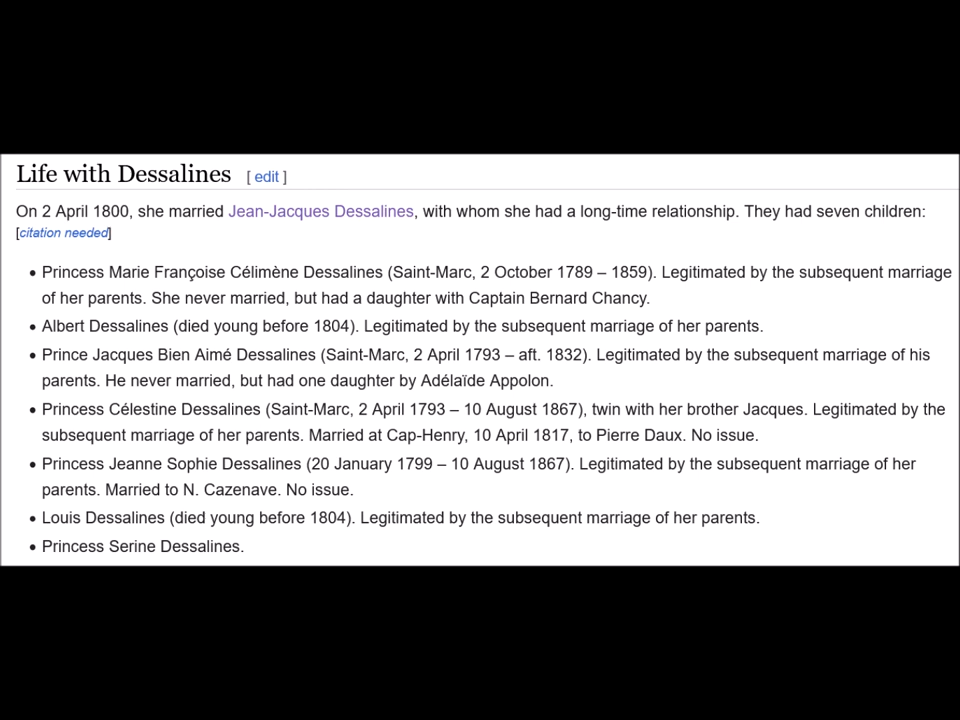 Life with Dessalines [ edit ]
On 2 April 1800, she married Jean-Jacques Dessalines, with whom she had a long-time relationship. They had seven children:
[citation needed]
• Princess Marie Françoise Célimène Dessalines (Saint-Marc, 2 October 1789 – 1859). Legitimated by the subsequent marriage
of her parents. She never married, but had a daughter with Captain Bernard Chancy.
• Albert Dessalines (died young before 1804). Legitimated by the subsequent marriage of her parents.
• Prince Jacques Bien Aimé Dessalines (Saint-Marc, 2 April 1793 – aft. 1832). Legitimated by the subsequent marriage of his
parents. He never married, but had one daughter by Adélaïde Appolon.
• Princess Célestine Dessalines (Saint-Marc, 2 April 1793 – 10 August 1867), twin with her brother Jacques. Legitimated by the
subsequent marriage of her parents. Married at Cap-Henry, 10 April 1817, to Pierre Daux. No issue.
• Princess Jeanne Sophie Dessalines (20 January 1799 – 10 August 1867). Legitimated by the subsequent marriage of her
parents. Married to N. Cazenave. No issue.
• Louis Dessalines (died young before 1804). Legitimated by the subsequent marriage of her parents.
• Princess Serine Dessalines.